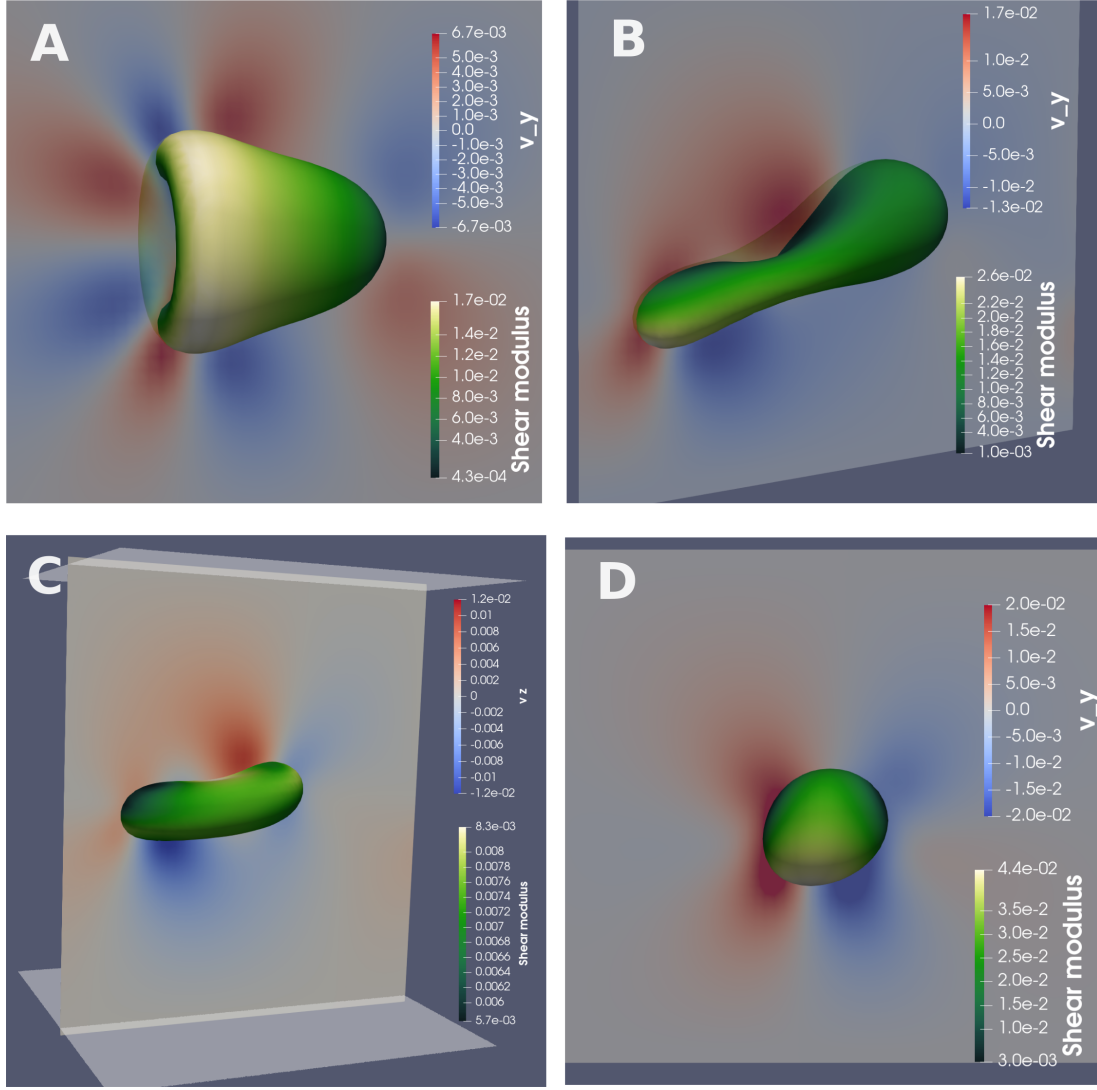 A
6.7e-03
5.0e-3
4.0e-3
3.0e-3
2.0e-3
1.0e-3
0.0
-1.0e-3
-2.0e-3
-3.0e-3
-4.0e-3
-5.0e-3
-6.7e-03
v_y
1.7e-02
1.4e-2
1.2e-2
1.0e-2
8.0e-3
6.0e-3
4.0e-3
4.3e-04
Shear modulus
B
1.7e-02
1.0e-2
5.0e-3
0.0
-5.0e-3
-1.0e-2
-1.3e-02
v_y
2.6e-02
2.2e-2
2.0e-2
1.8e-2
1.6e-2
1.4e-2
1.2e-2
1.0e-2
8.0e-3
6.0e-3
4.0e-3
1.0e-03
Shear modulus
C
1.2e-02
0.01
0.008
0.006
0.004
0.002
0
-0.002
-0.004
-0.006
-0.008
-0.01
-1.2e-02
v z
8.3e-03
0.008
0.0078
0.0076
0.0074
0.0072
0.007
0.0068
0.0066
0.0064
0.0062
0.006
5.7e-03
Shear modulus
D
2.0e-02
1.5e-2
1.0e-2
5.0e-3
0.0
-5.0e-3
-1.0e-2
-1.5e-2
-2.0e-02
v_y
4.4e-02
3.5e-2
3.0e-2
2.5e-2
2.0e-2
1.5e-2
1.0e-2
3.0e-03
Shear modulus